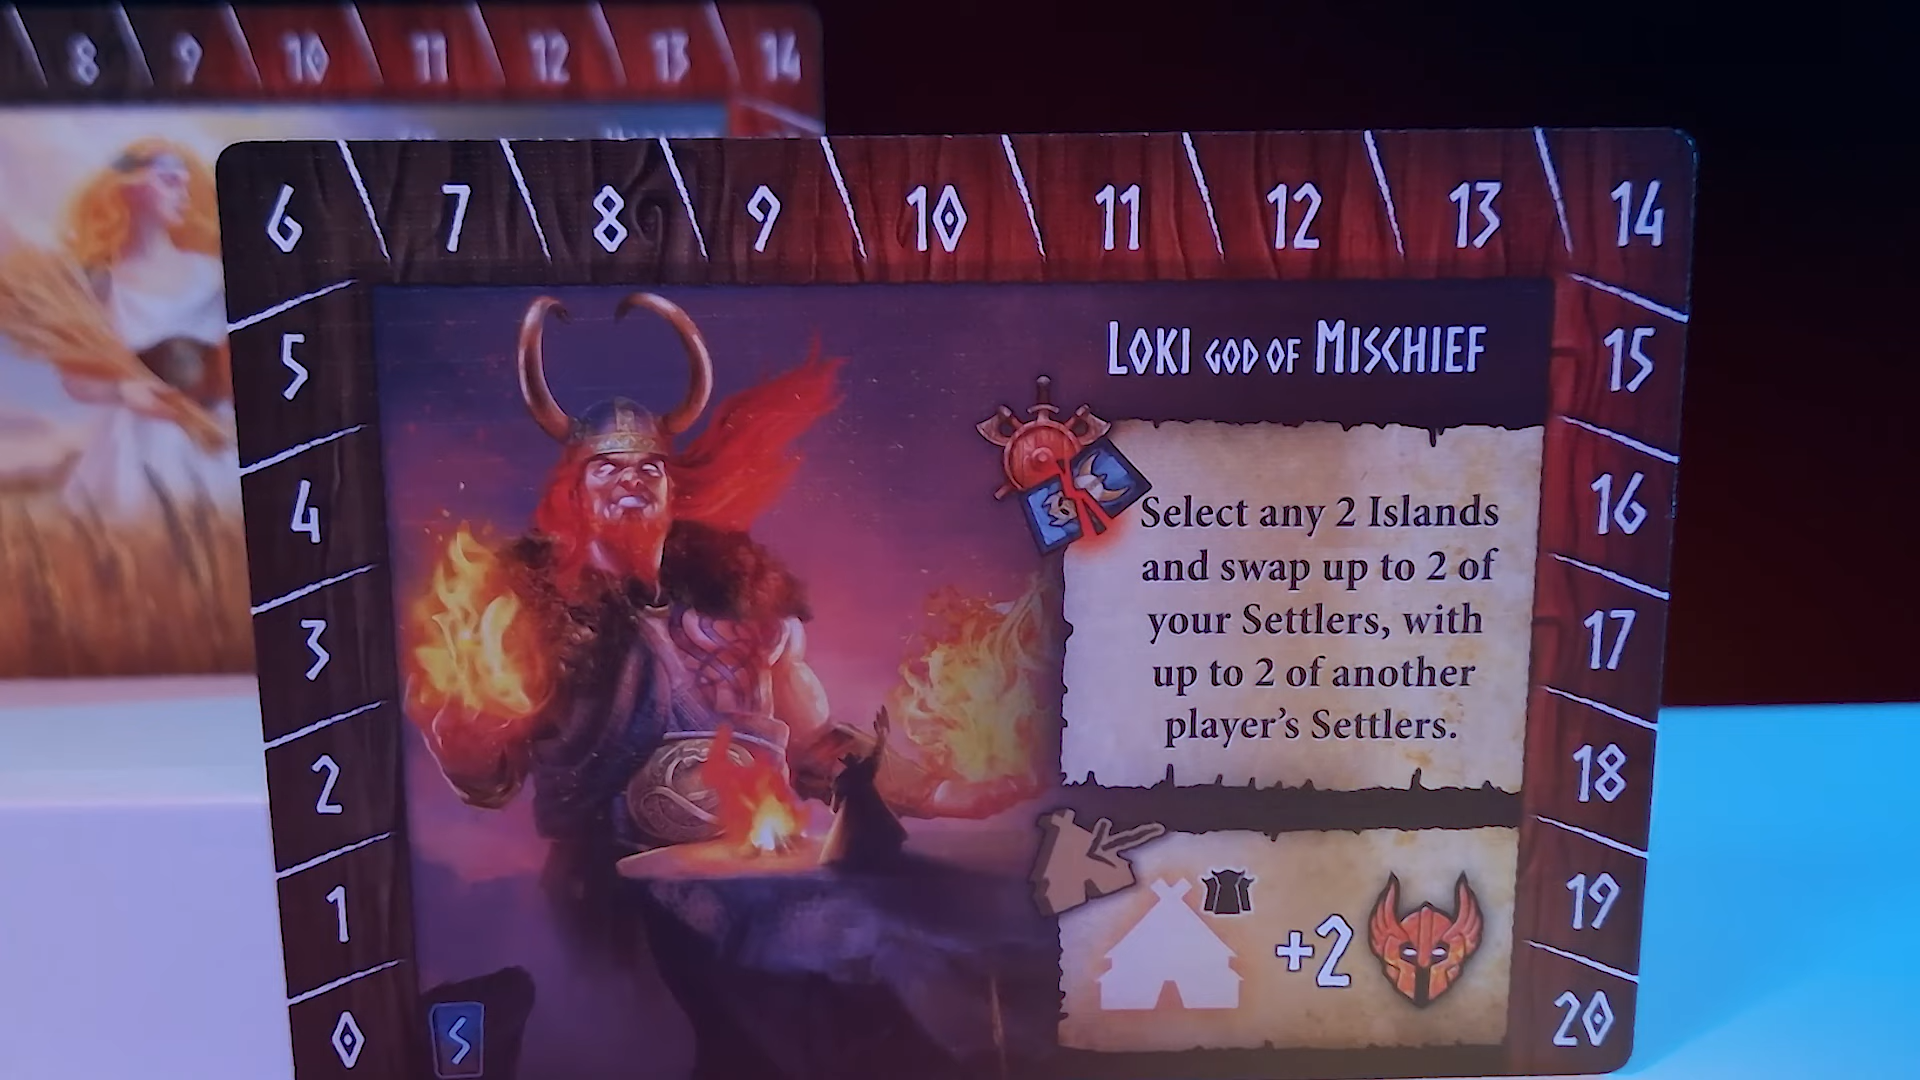 8 9 10 11 12 13 14
6 7 8 9 10 11 12 13 14
LOKI GOD OF MISCHIEF
5
15
4
16
Select any 2 Islands
and swap up to 2 of
your Settlers, with
up to 2 of another
player's Settlers.
3
17
2
18
1
19
+2
0
S
20